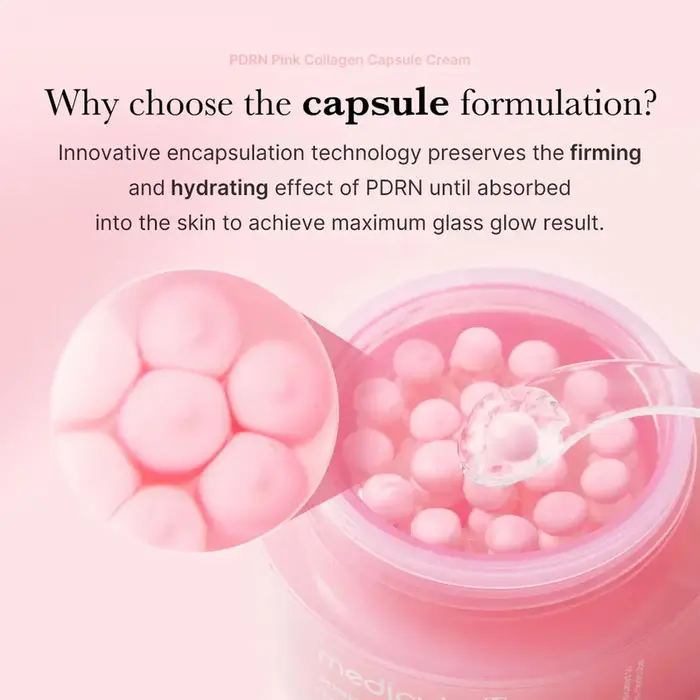 PDRN Pink Collagen Capsule Cream
Why choose the capsule formulation?
Innovative encapsulation technology preserves the firming
and hydrating effect of PDRN until absorbed
into the skin to achieve maximum glass glow result.